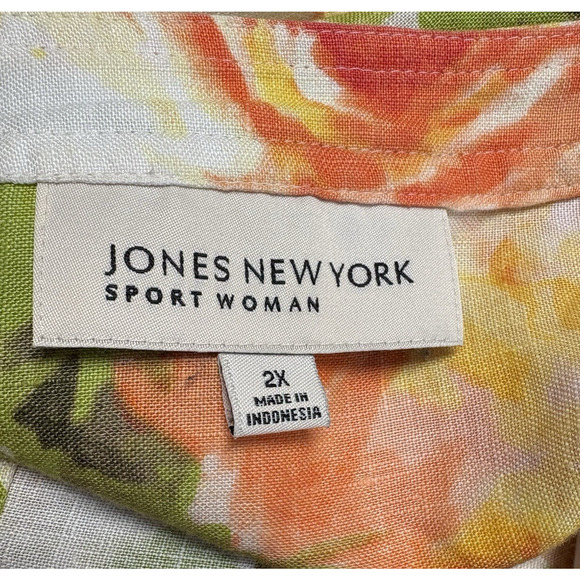 JONES NEW YORK
SPORT WOMAN
2X
MADE IN
INDONESIA